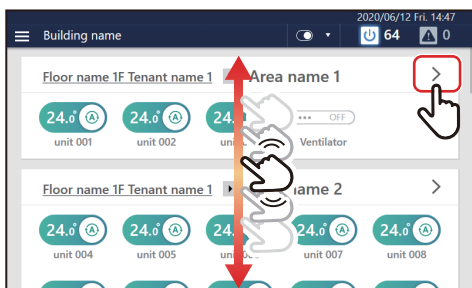 2020/06/12 Fri. 14:47
Building name 64 0
Floor name 1F Tenant name 1 Area name 1
24.0° A 24.0° A 24. ... OFF
unit 001 unit 002 Ventilator
Floor name 1F Tenant name 1 ame 2
24.0° A 24.0° A 24.0 24.0° A 24.0° A
unit 004 unit 005 unit 007 unit 008